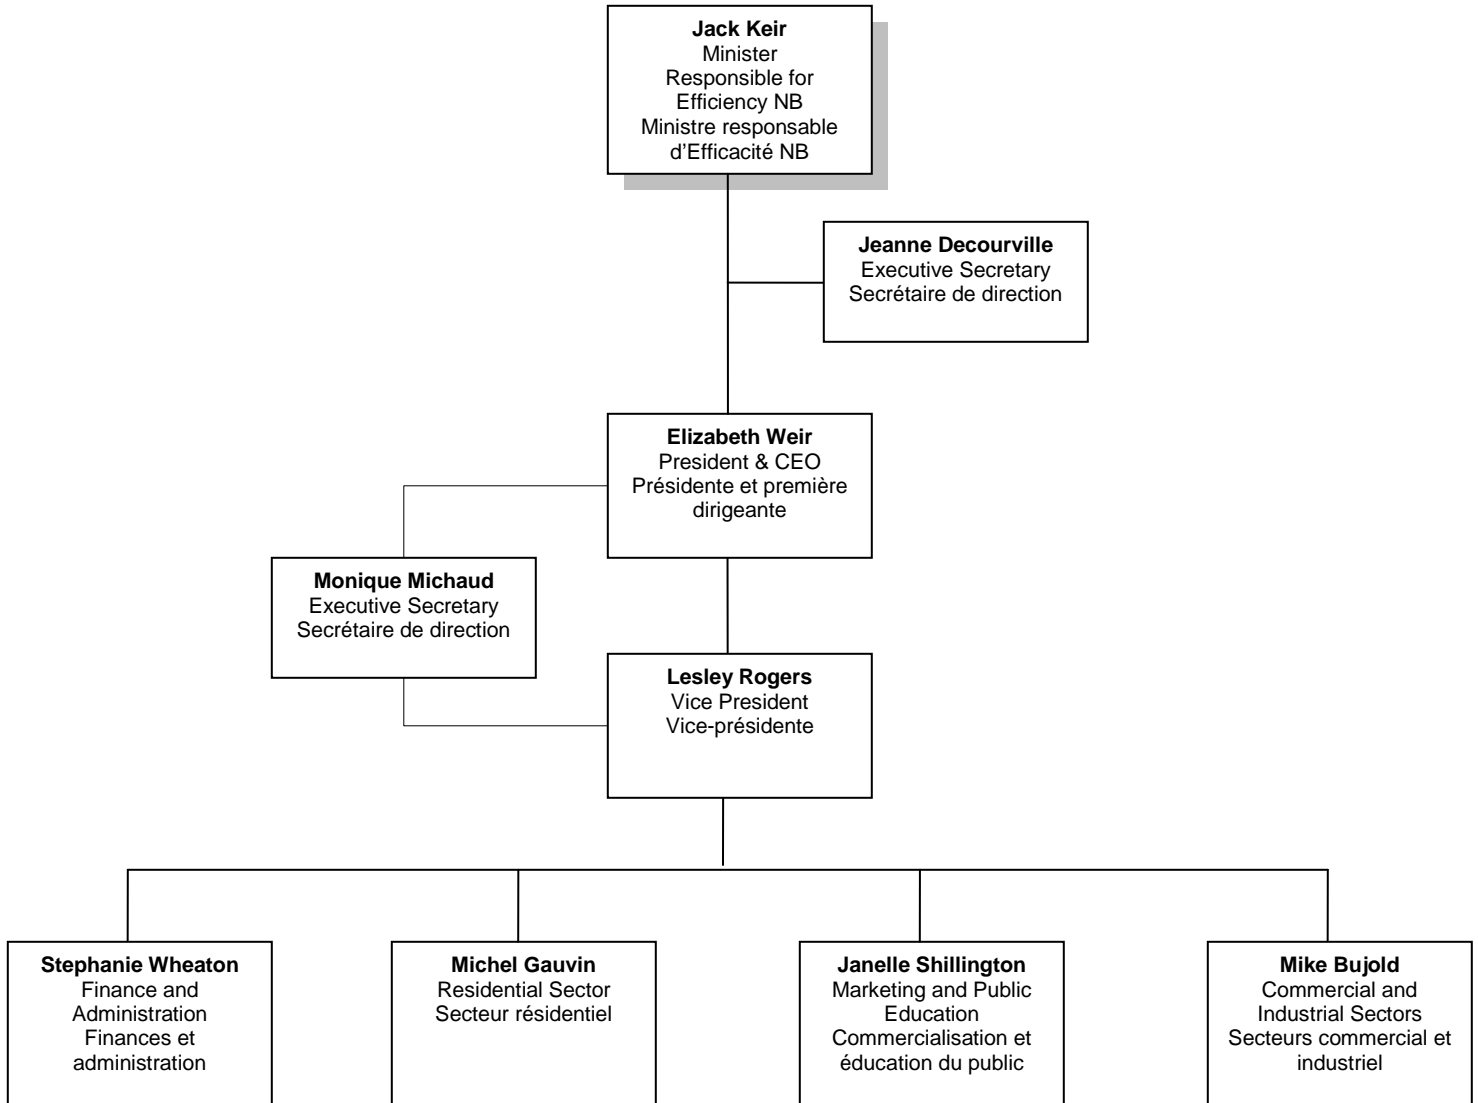 Jack Keir
Minister
Responsible for
Efficiency NB
Ministre responsable
d'Efficacité NB
Jeanne Decourville
Executive Secretary
Secrétaire de direction
Elizabeth Weir
President & CEO
Présidente et première
dirigeante
Monique Michaud
Executive Secretary
Secrétaire de direction
Lesley Rogers
Vice President
Vice-présidente
Stephanie Wheaton
Finance and
Administration
Finances et
administration
Michel Gauvin
Residential Sector
Secteur résidentiel
Janelle Shillington
Marketing and Public
Education
Commercialisation et
éducation du public
Mike Bujold
Commercial and
Industrial Sectors
Secteurs commercial et
industriel